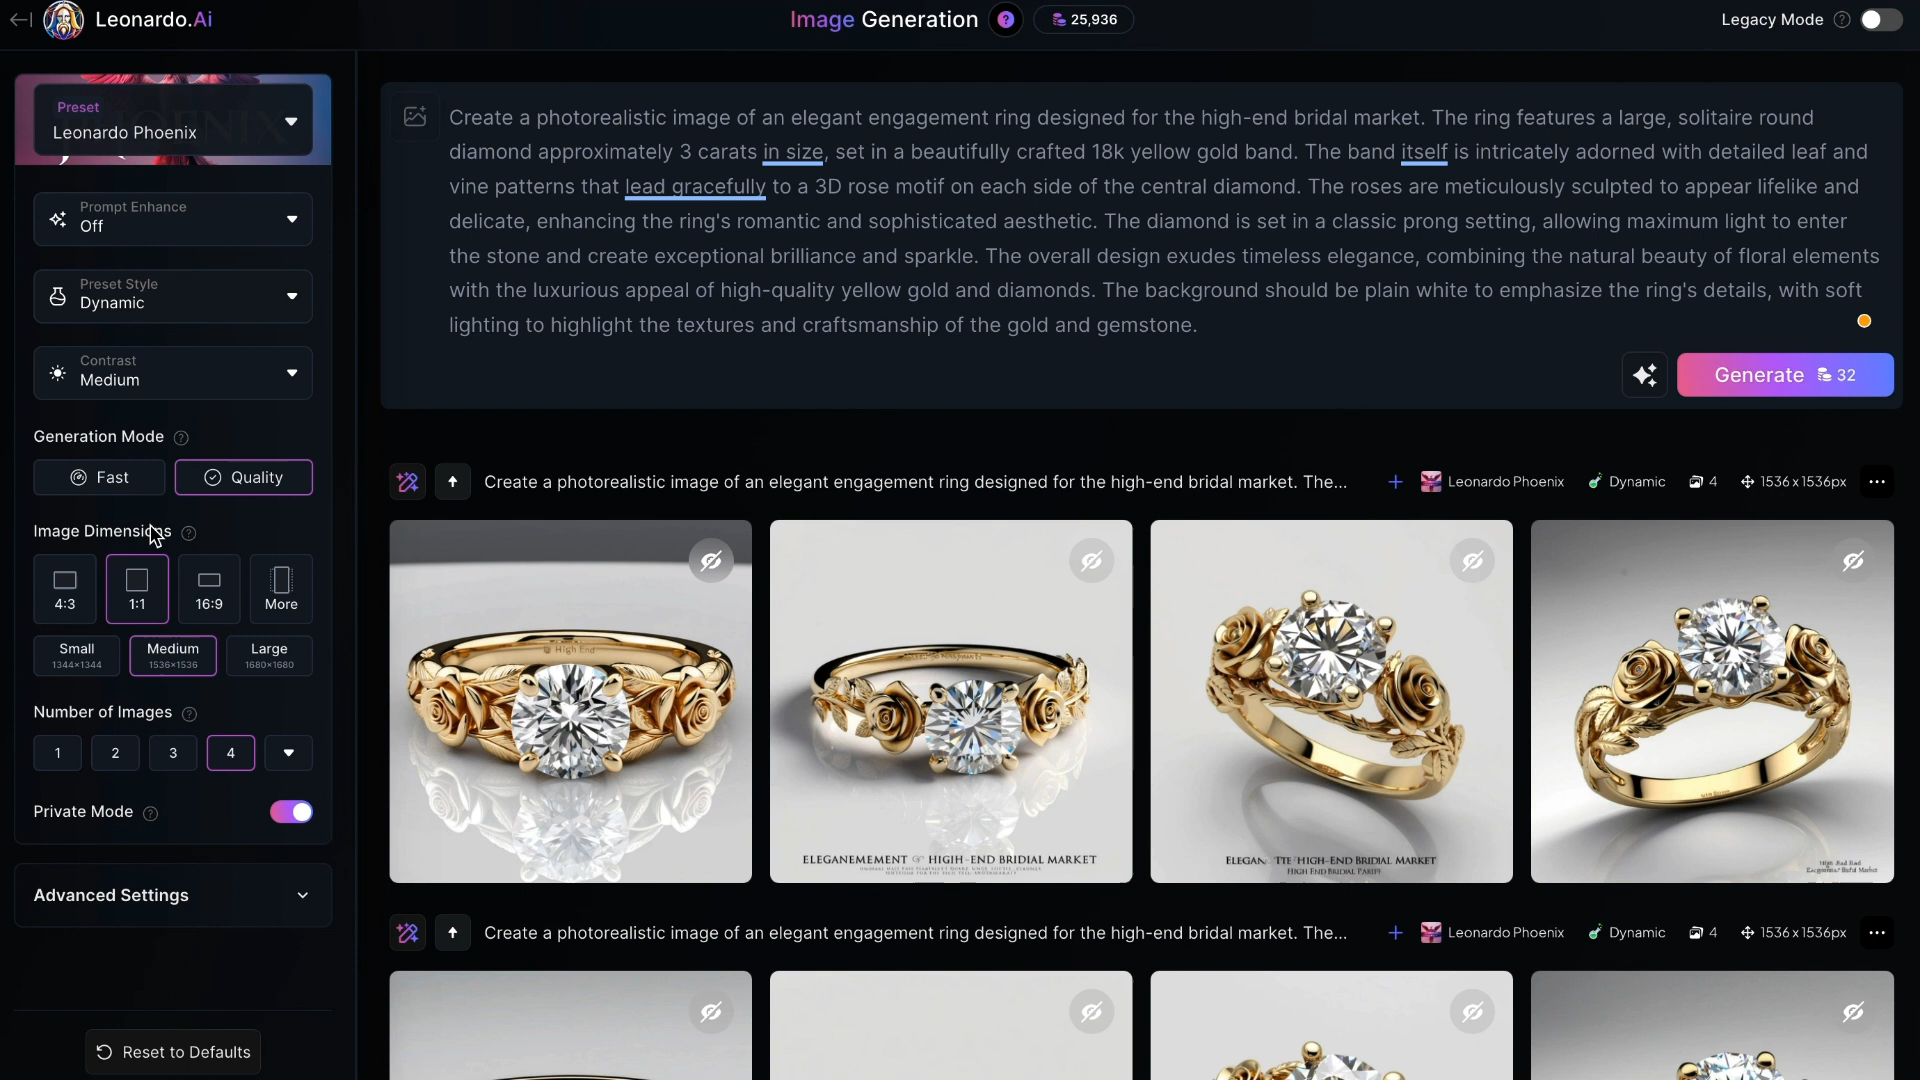 Leonardo.Ai
Image Generation
?
25,936
Legacy Mode ?
Preset
Leonardo Phoenix
Prompt Enhance
Off
Preset Style
Dynamic
Contrast
Medium
Generation Mode ?
Fast
Quality
Image Dimensions ?
4:3
1:1
16:9
More
Small
1344×1344
Medium
1536×1536
Large
1680×1680
Number of Images ?
1
2
3
4
Private Mode ?
Advanced Settings
Reset to Defaults
Create a photorealistic image of an elegant engagement ring designed for the high-end bridal market. The ring features a large, solitaire round
diamond approximately 3 carats in size, set in a beautifully crafted 18k yellow gold band. The band itself is intricately adorned with detailed leaf and
vine patterns that lead gracefully to a 3D rose motif on each side of the central diamond. The roses are meticulously sculpted to appear lifelike and
delicate, enhancing the ring's romantic and sophisticated aesthetic. The diamond is set in a classic prong setting, allowing maximum light to enter
the stone and create exceptional brilliance and sparkle. The overall design exudes timeless elegance, combining the natural beauty of floral elements
with the luxurious appeal of high-quality yellow gold and diamonds. The background should be plain white to emphasize the ring's details, with soft
lighting to highlight the textures and craftsmanship of the gold and gemstone.
Generate 32
Create a photorealistic image of an elegant engagement ring designed for the high-end bridal market. The...
Leonardo Phoenix
Dynamic
4
1536 x 1536px
High End
ELEGANEMEMENT HIGIH-END BRIDIAL MARKET
HIGH-END BRIDIAL MARKET
HIGH END BRIDIAL
Create a photorealistic image of an elegant engagement ring designed for the high-end bridal market. The...
Leonardo Phoenix
Dynamic
4
1536 x 1536px